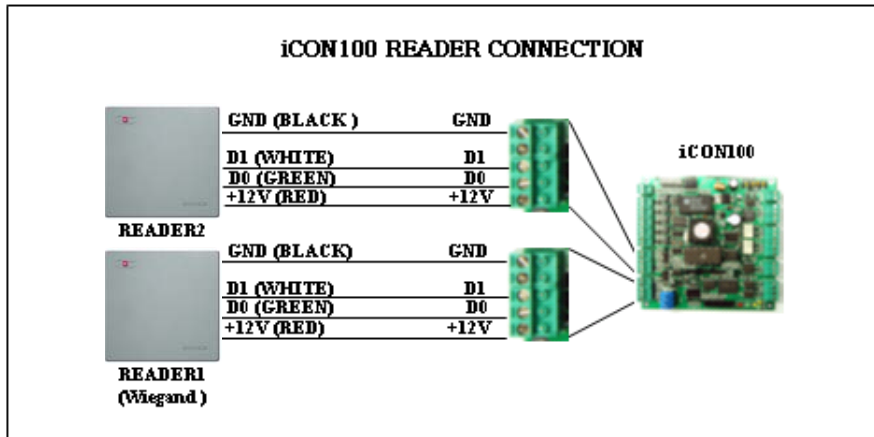 iCON100 READER CONNECTION
GND (BLACK ) GND
D1 (WHITE) D1
D0 (GREEN) D0
+12V (RED) +12V
READER2
iCON100
GND (BLACK) GND
D1 (WHITE) D1
D0 (GREEN) D0
+12V (RED) +12V
READER1
(Wiegand )